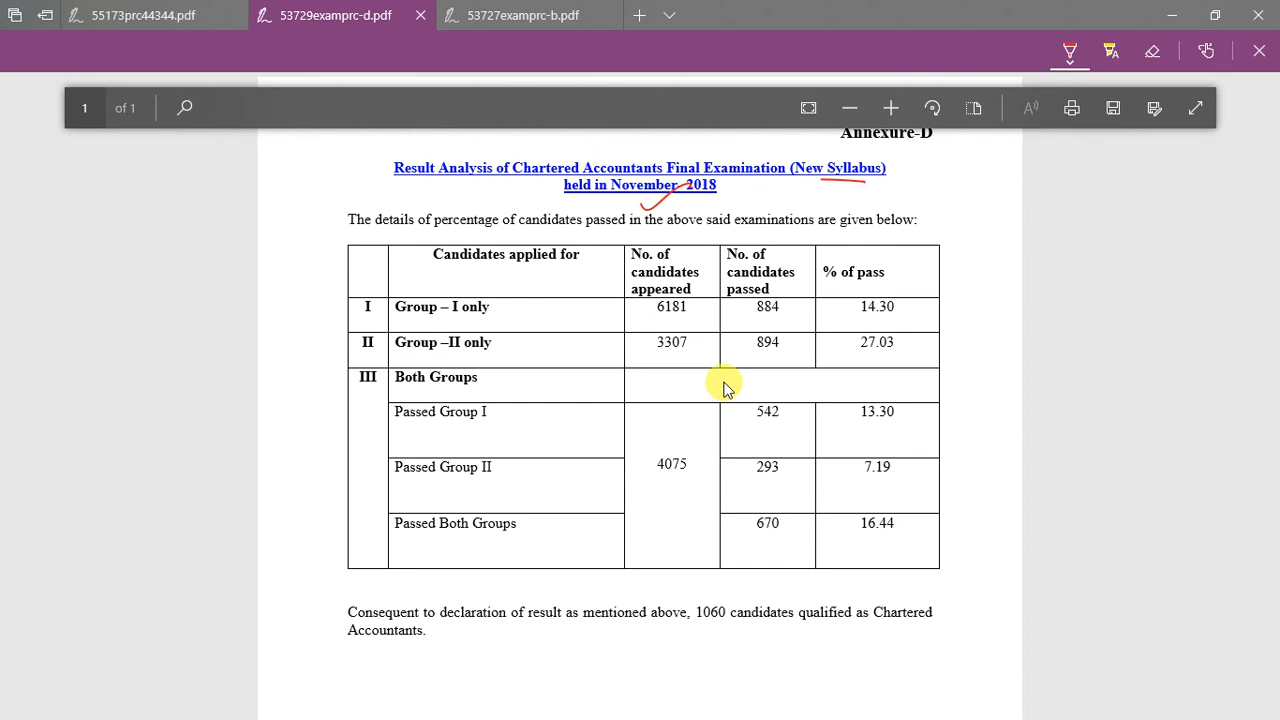 55173prc44344.pdf
53729examprc-d.pdf
53727examprc-b.pdf
1 of 1
Annexure-D
Result Analysis of Chartered Accountants Final Examination (New Syllabus)
held in November 2018
The details of percentage of candidates passed in the above said examinations are given below:
Candidates applied for | No. of candidates appeared | No. of candidates passed | % of pass
I | Group – I only | 6181 | 884 | 14.30
II | Group –II only | 3307 | 894 | 27.03
III | Both Groups
Passed Group I | 4075 | 542 | 13.30
Passed Group II | 293 | 7.19
Passed Both Groups | 670 | 16.44
Consequent to declaration of result as mentioned above, 1060 candidates qualified as Chartered
Accountants.